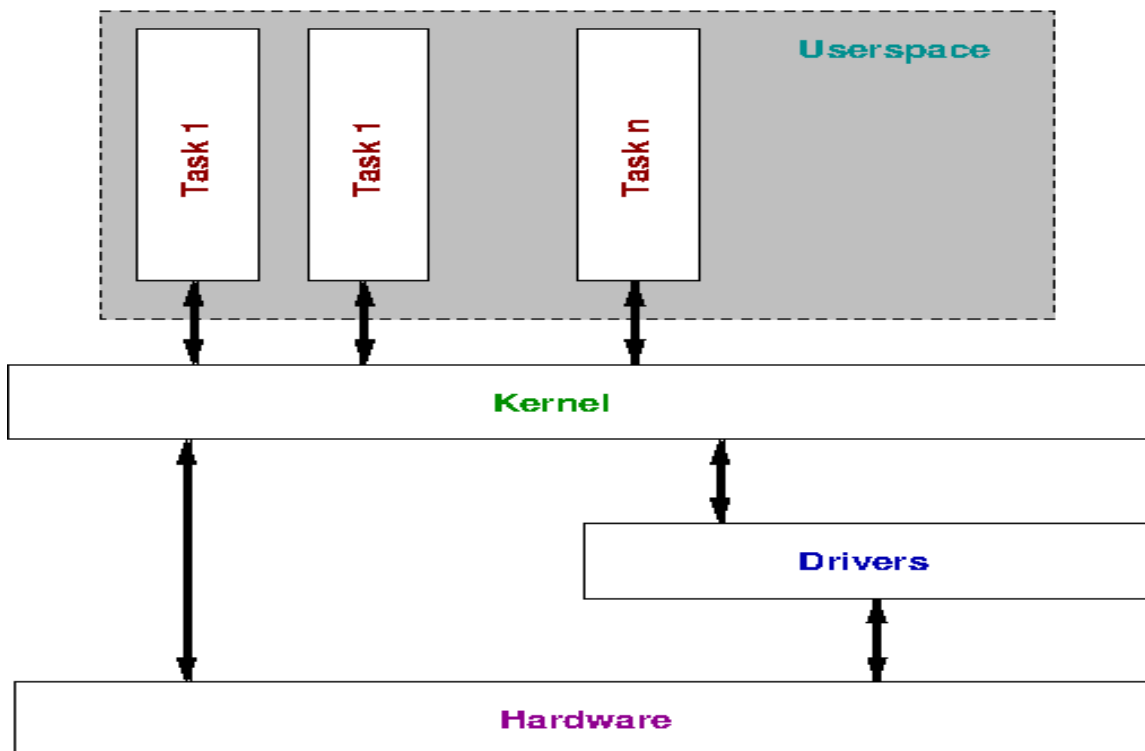 Userspace
Task 1
Task 1
Task n
Kernel
Drivers
Hardware